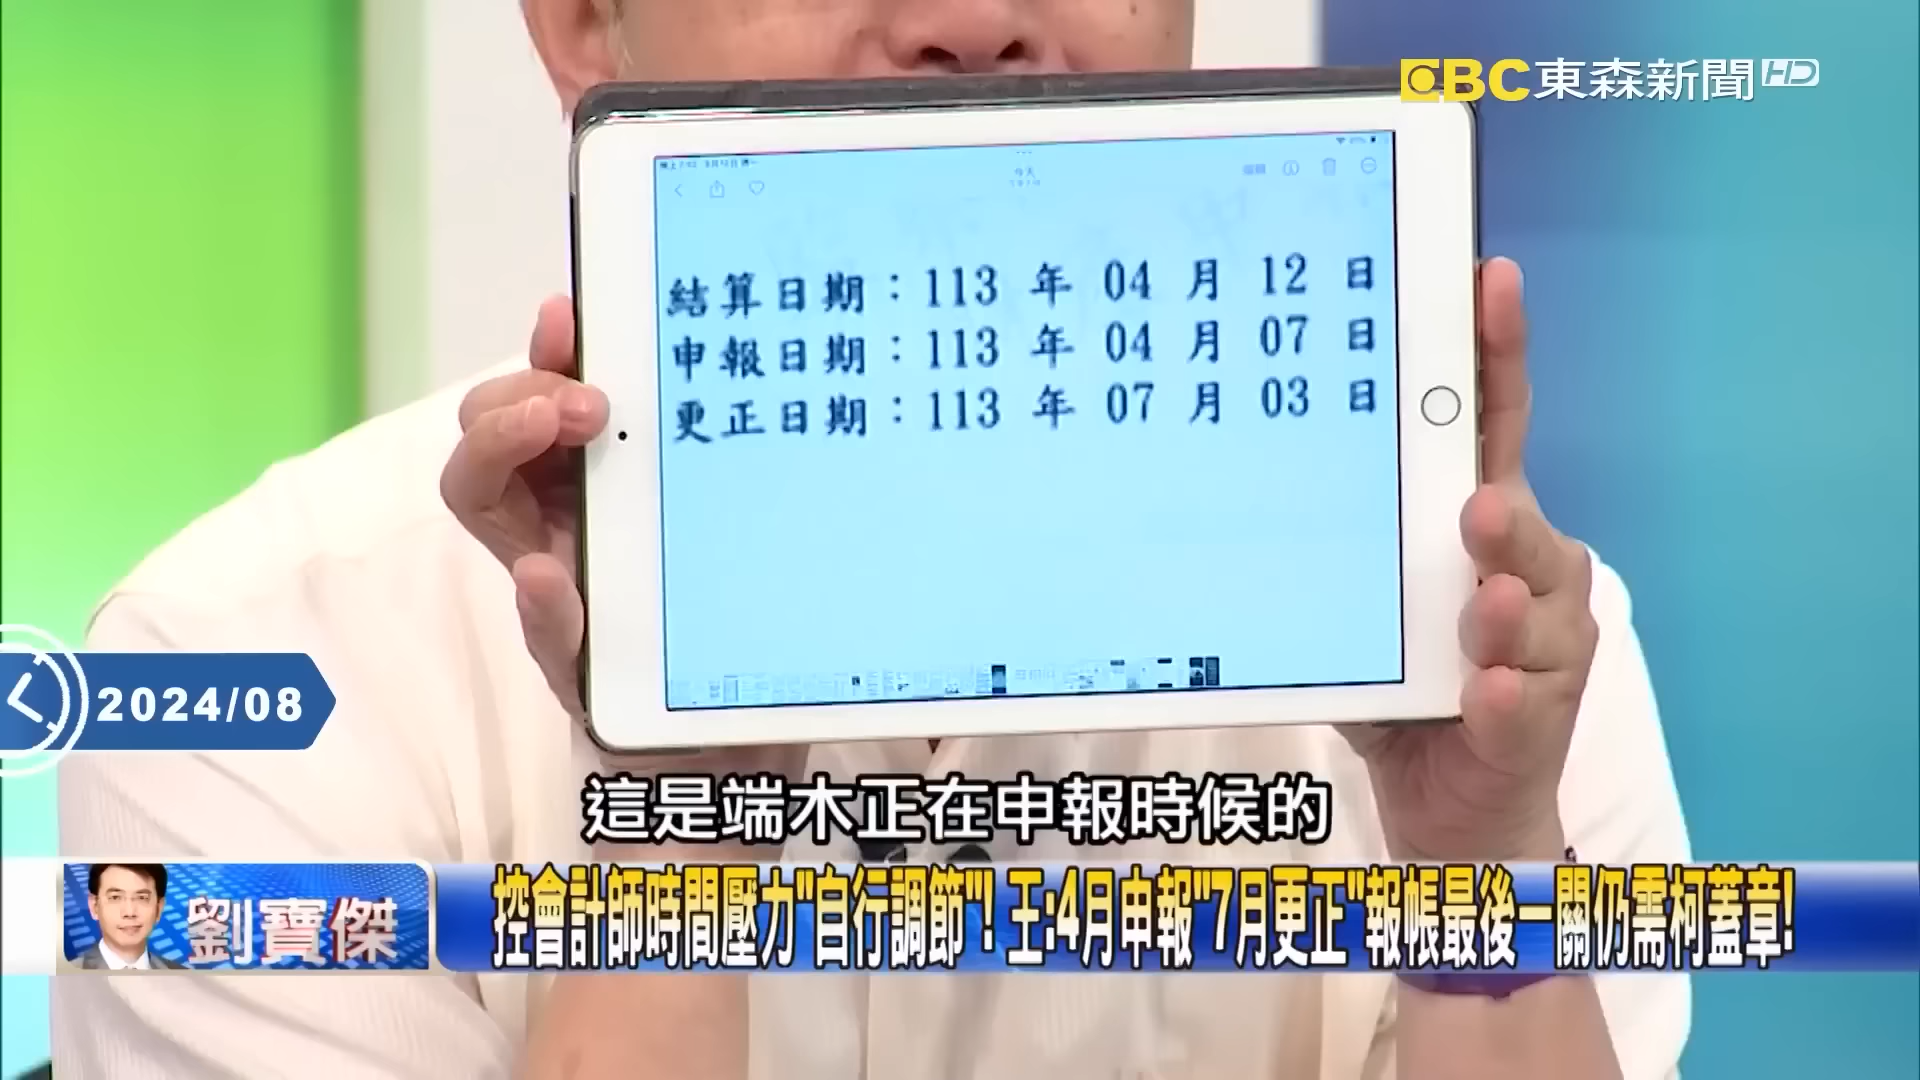 EBC東森新聞HD
今天
結算日期：113 年 04 月 12 日
申報日期：113 年 04 月 07 日
更正日期：113 年 07 月 03 日
2024/08
這是端木正在申報時候的
劉寶傑
控會計師時間壓力"自行調節"! 王:4月申報"7月更正"報帳最後一關仍需柯蓋章!